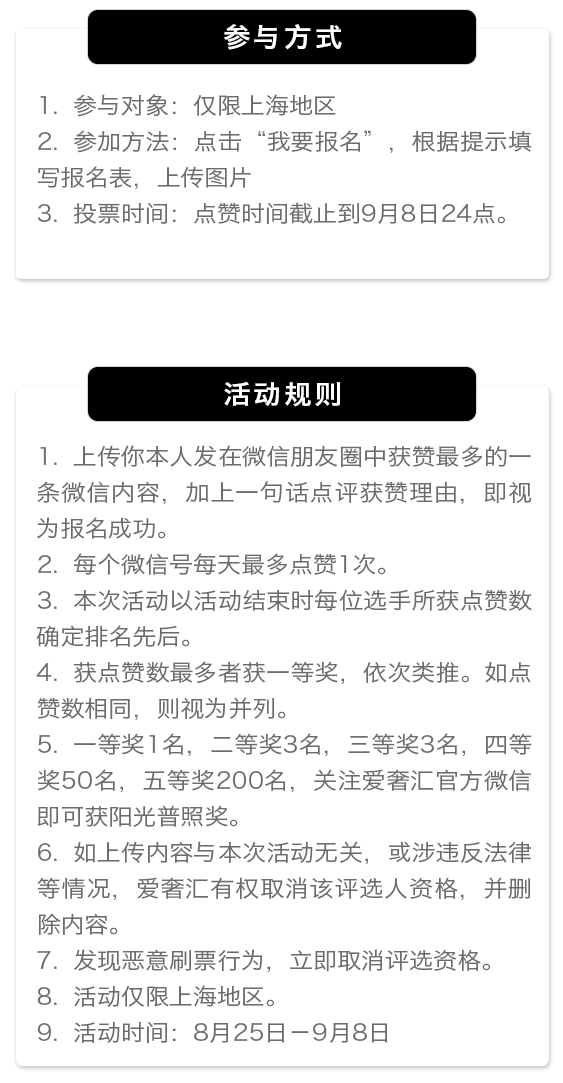 参与方式
1. 参与对象：仅限上海地区
2. 参加方法：点击“我要报名”，根据提示填
写报名表，上传图片
3. 投票时间：点赞时间截止到9月8日24点。
活动规则
1. 上传你本人发在微信朋友圈中获赞最多的一
条微信内容，加上一句话点评获赞理由，即视
为报名成功。
2. 每个微信号每天最多点赞1次。
3. 本次活动以活动结束时每位选手所获点赞数
确定排名先后。
4. 获点赞数最多者获一等奖，依次类推。如点
赞数相同，则视为并列。
5. 一等奖1名，二等奖3名，三等奖3名，四等
奖50名，五等奖200名，关注爱奢汇官方微信
即可获阳光普照奖。
6. 如上传内容与本次活动无关，或涉违反法律
等情况，爱奢汇有权取消该评选人资格，并删
除内容。
7. 发现恶意刷票行为，立即取消评选资格。
8. 活动仅限上海地区。
9. 活动时间：8月25日－9月8日